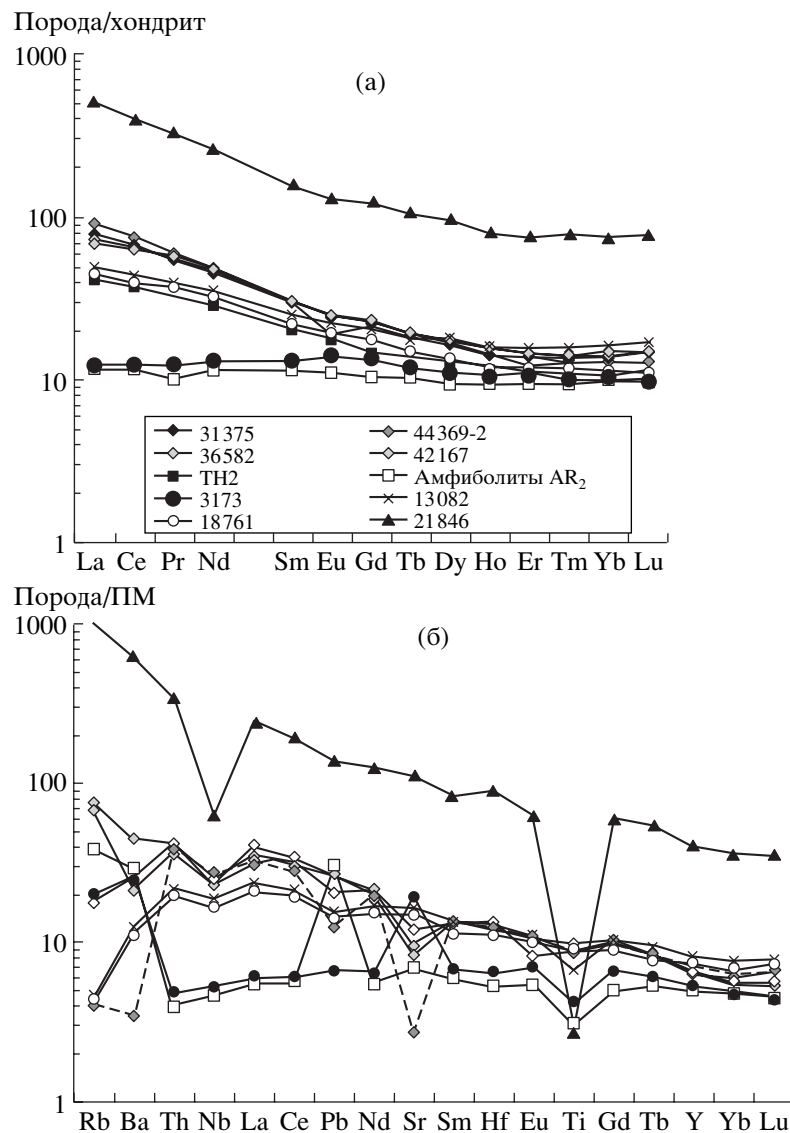 Порода/хондрит
1000
(а)
100
10
31375 44369-2
36582 42167
TH2 Амфиболиты AR₂
3173 13082
18761 21846
1
La Ce Pr Nd Sm Eu Gd Tb Dy Ho Er Tm Yb Lu
Порода/ПМ
1000
(б)
100
10
1
Rb Ba Th Nb La Ce Pb Nd Sr Sm Hf Eu Ti Gd Tb Y Yb Lu